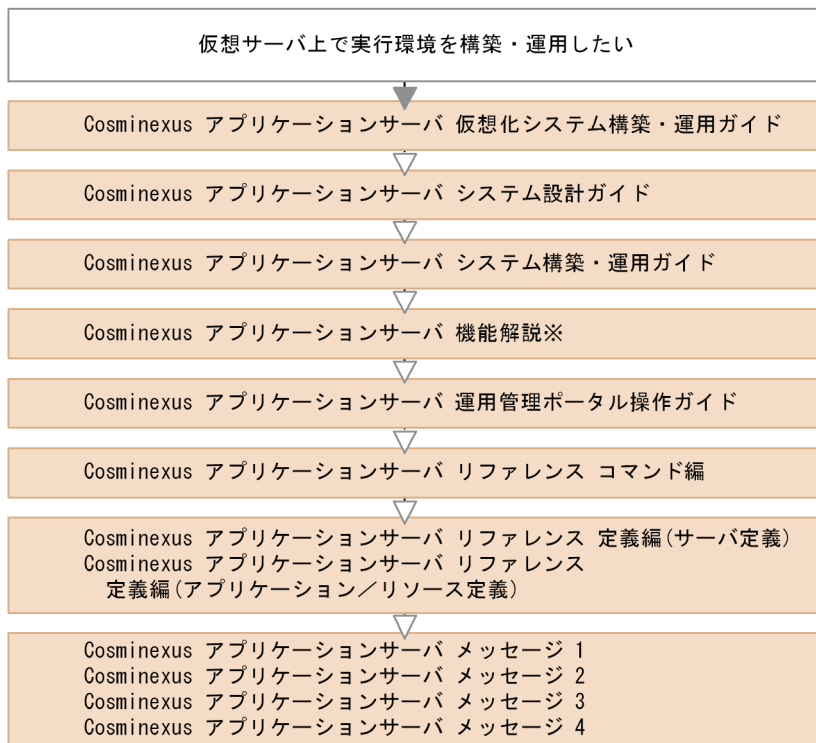 仮想サーバ上で実行環境を構築・運用したい
Cosminexus アプリケーションサーバ 仮想化システム構築・運用ガイド
Cosminexus アプリケーションサーバ システム設計ガイド
Cosminexus アプリケーションサーバ システム構築・運用ガイド
Cosminexus アプリケーションサーバ 機能解説※
Cosminexus アプリケーションサーバ 運用管理ポータル操作ガイド
Cosminexus アプリケーションサーバ リファレンス コマンド編
Cosminexus アプリケーションサーバ リファレンス 定義編(サーバ定義)
Cosminexus アプリケーションサーバ リファレンス
定義編(アプリケーション／リソース定義)
Cosminexus アプリケーションサーバ メッセージ 1
Cosminexus アプリケーションサーバ メッセージ 2
Cosminexus アプリケーションサーバ メッセージ 3
Cosminexus アプリケーションサーバ メッセージ 4